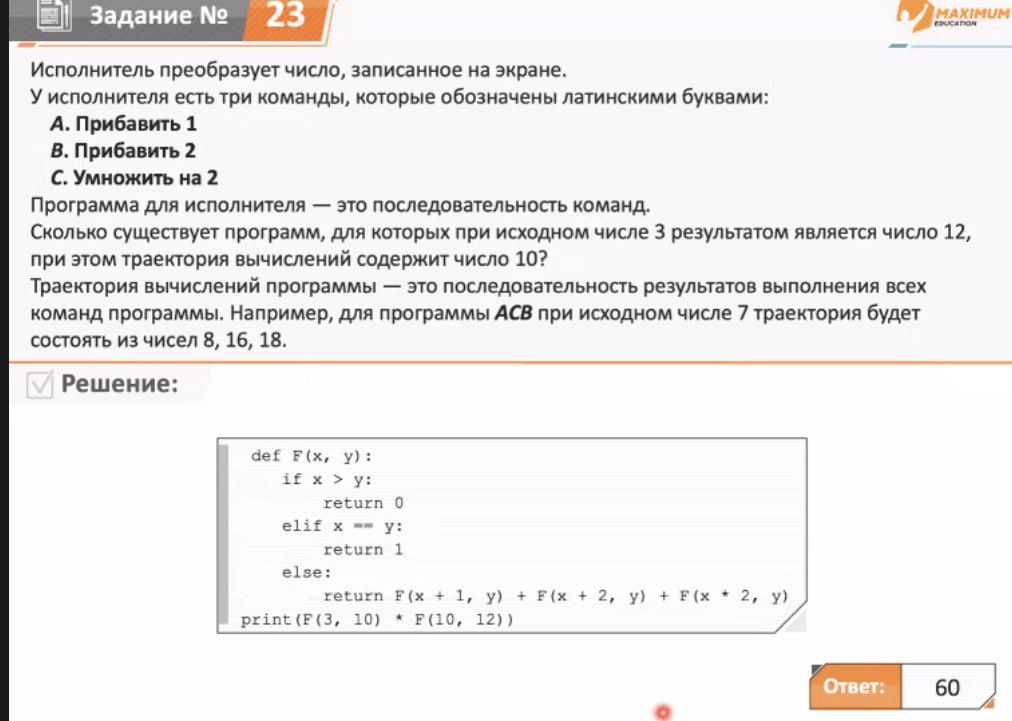 Задание № 23
MAXIMUM
EDUCATION
Исполнитель преобразует число, записанное на экране.
У исполнителя есть три команды, которые обозначены латинскими буквами:
A. Прибавить 1
B. Прибавить 2
C. Умножить на 2
Программа для исполнителя — это последовательность команд.
Сколько существует программ, для которых при исходном числе 3 результатом является число 12,
при этом траектория вычислений содержит число 10?
Траектория вычислений программы — это последовательность результатов выполнения всех
команд программы. Например, для программы ACB при исходном числе 7 траектория будет
состоять из чисел 8, 16, 18.
Решение:
def F(x, y):
if x > y:
return 0
elif x == y:
return 1
else:
return F(x + 1, y) + F(x + 2, y) + F(x * 2, y)
print(F(3, 10) * F(10, 12))
Ответ: 60